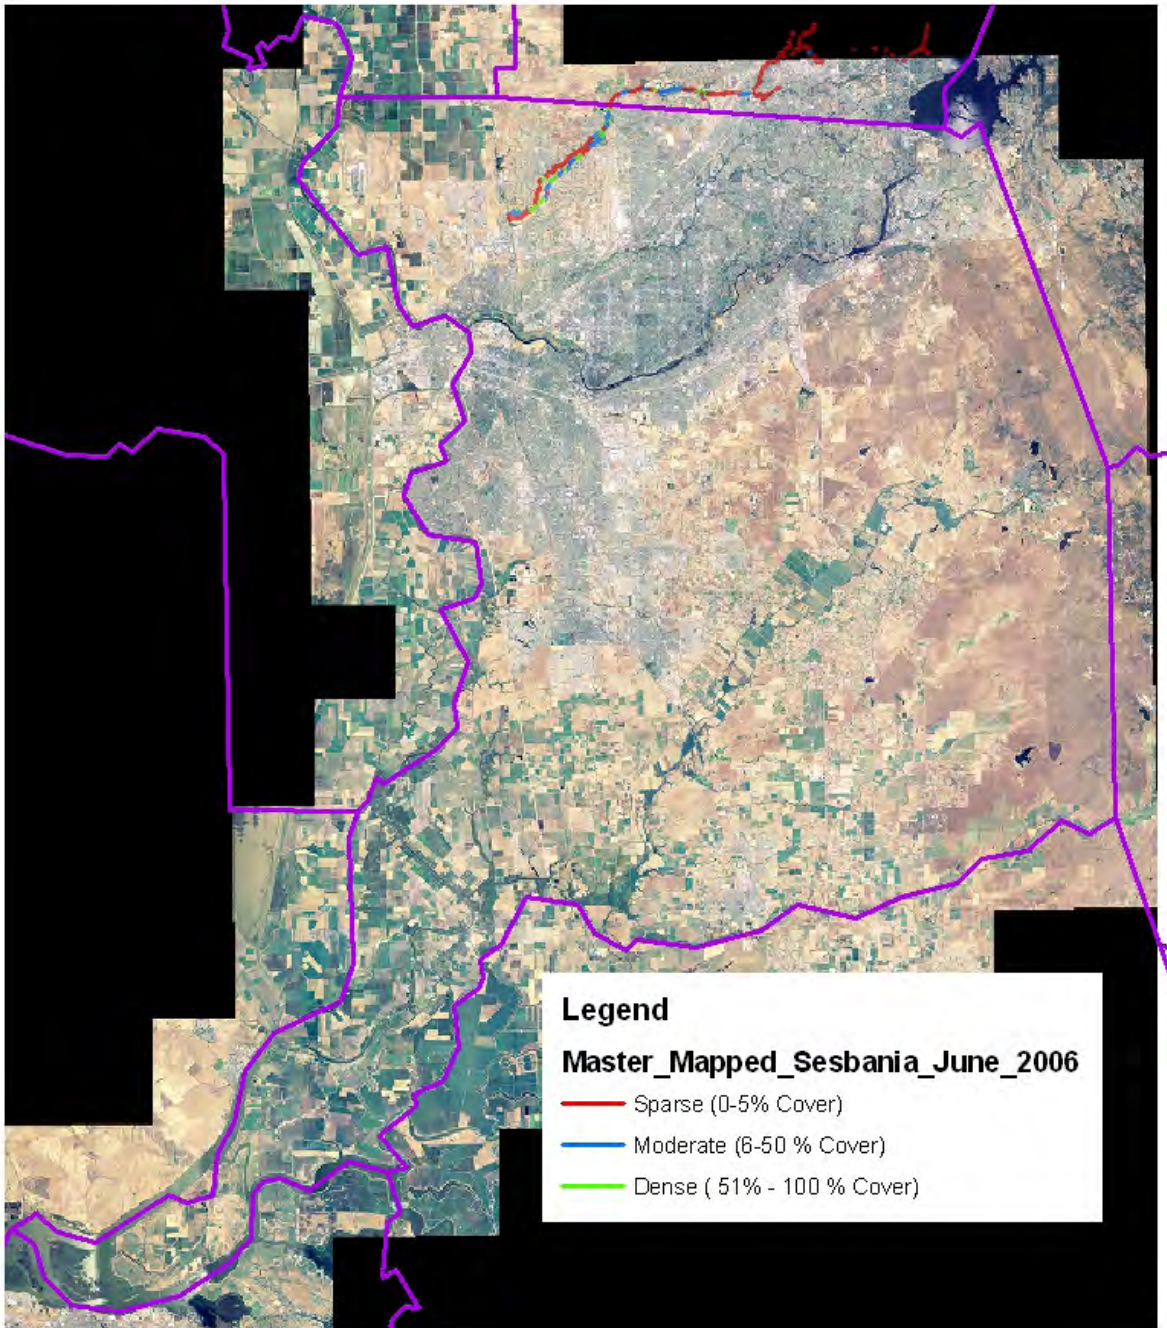 Legend
Master_Mapped_Sesbania_June_2006
Sparse (0-5% Cover)
Moderate (6-50 % Cover)
Dense ( 51% - 100 % Cover)